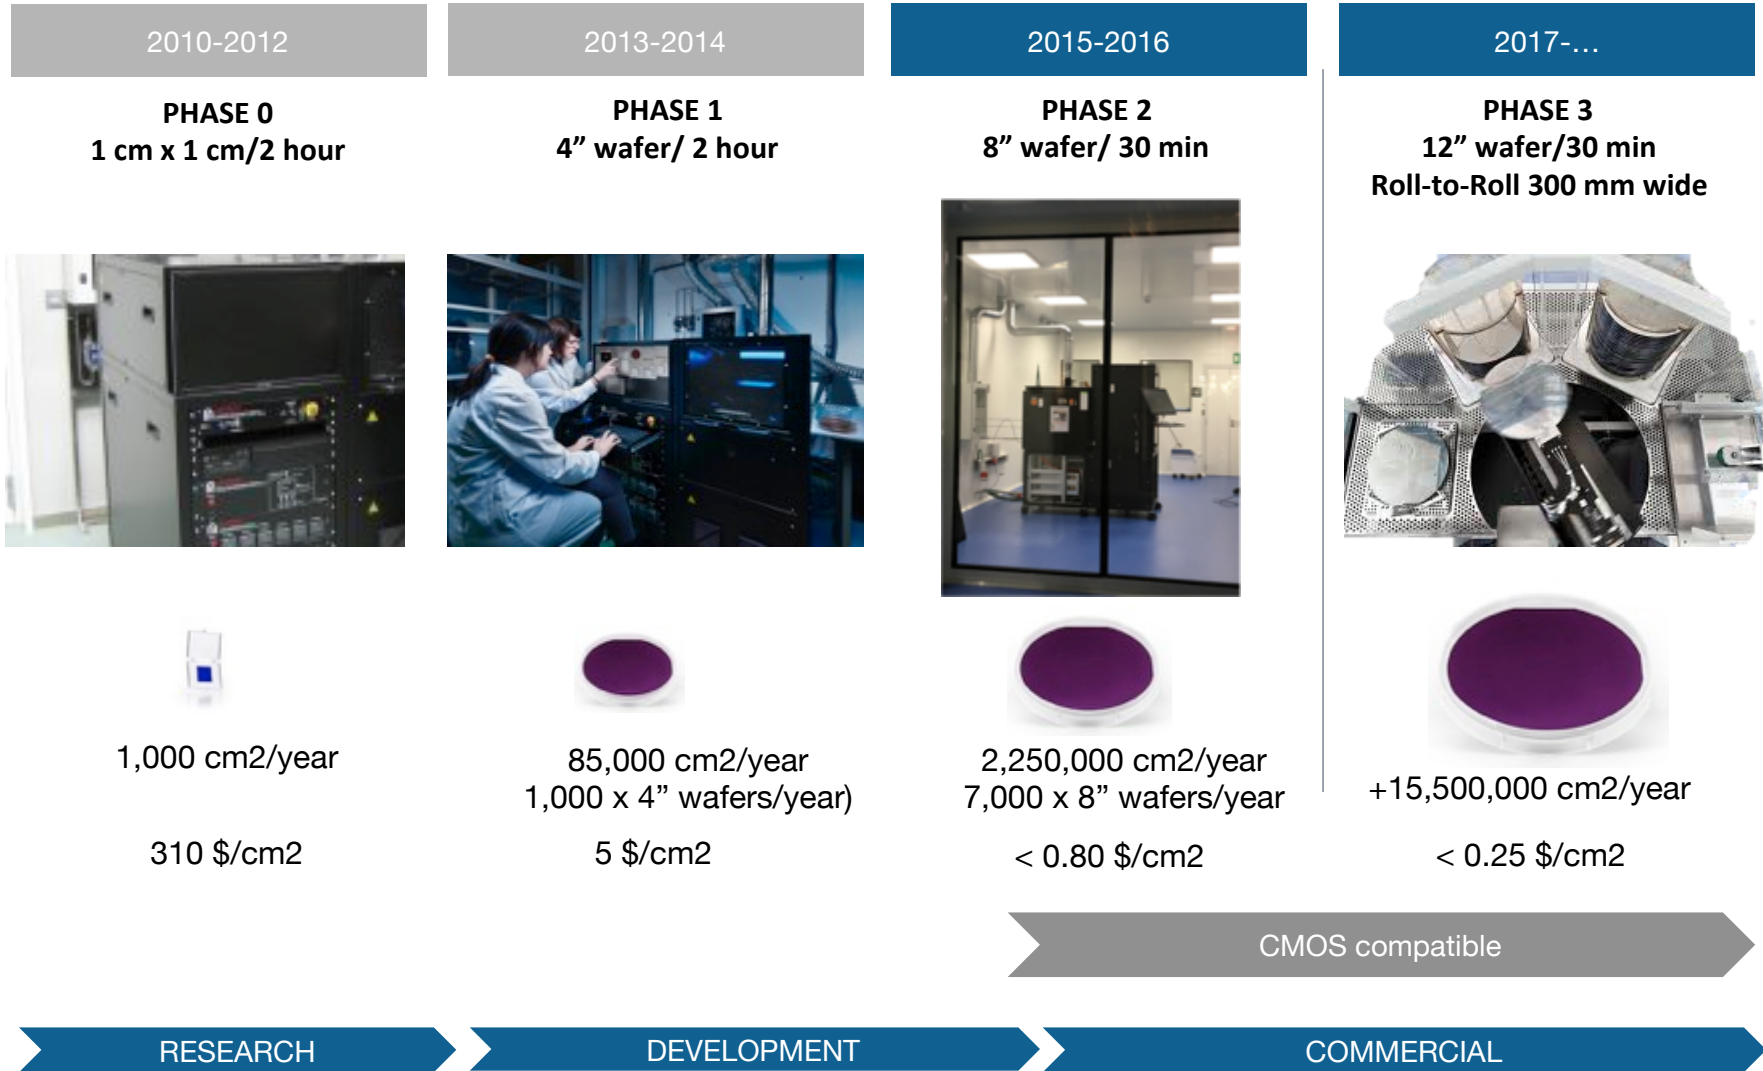 2010-2012
2013-2014
2015-2016
2017-...
PHASE 0
1 cm x 1 cm/2 hour
PHASE 1
4” wafer/ 2 hour
PHASE 2
8” wafer/ 30 min
PHASE 3
12” wafer/30 min
Roll-to-Roll 300 mm wide
1,000 cm2/year
85,000 cm2/year
1,000 x 4” wafers/year)
2,250,000 cm2/year
7,000 x 8” wafers/year
+15,500,000 cm2/year
310 $/cm2
5 $/cm2
< 0.80 $/cm2
< 0.25 $/cm2
CMOS compatible
RESEARCH
DEVELOPMENT
COMMERCIAL